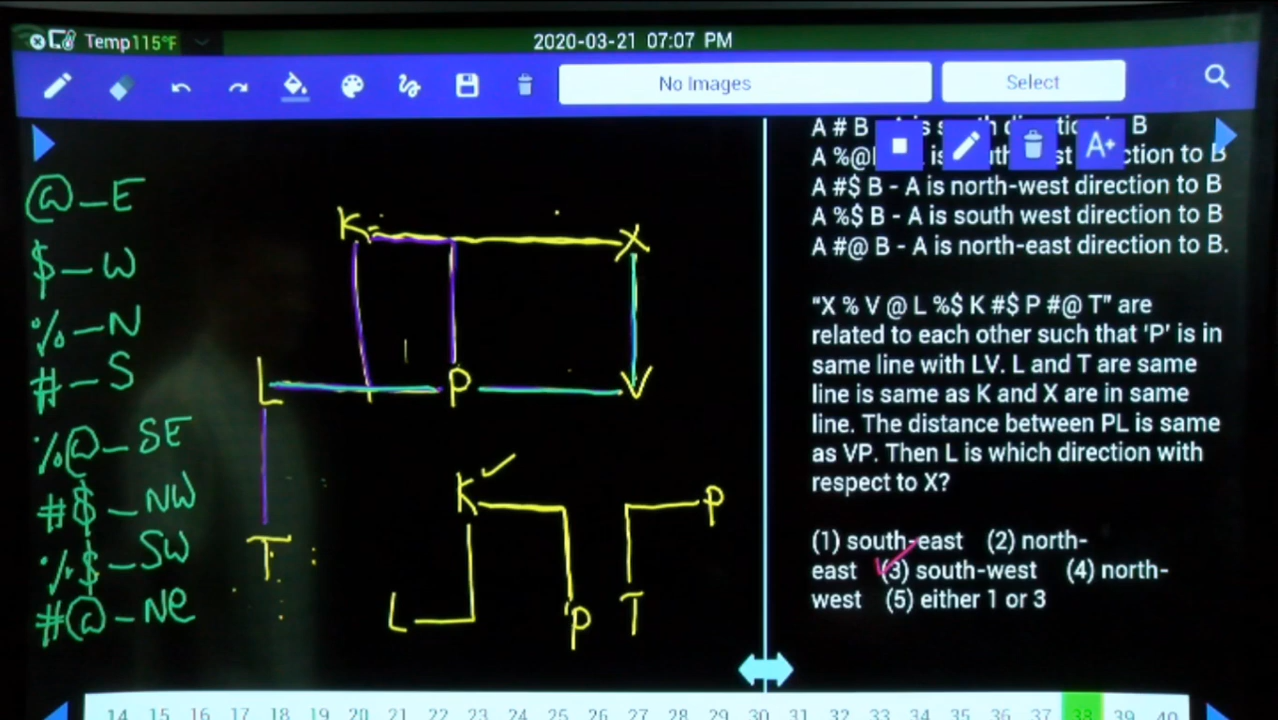 Temp115°F
2020-03-21 07:07 PM
No Images
Select
@ - E
$ - W
% - N
# - S
%@ - SE
#$ - NW
%$ - SW
#@ - NE
K
X
L
P
V
T
K
L
P
P
T
A # B
A %@
A+
A #$ B - A is north-west direction to B
A %$ B - A is south west direction to B
A #@ B - A is north-east direction to B.
“X % V @ L %$ K #$ P #@ T” are
related to each other such that 'P' is in
same line with LV. L and T are same
line is same as K and X are in same
line. The distance between PL is same
as VP. Then L is which direction with
respect to X?
(1) south-east (2) north-
east (3) south-west (4) north-
west (5) either 1 or 3
14 15 16 17 18 19 20 21 22 23 24 25 26 27 28 29 30 31 32 33 34 35 36 37 38 39 40